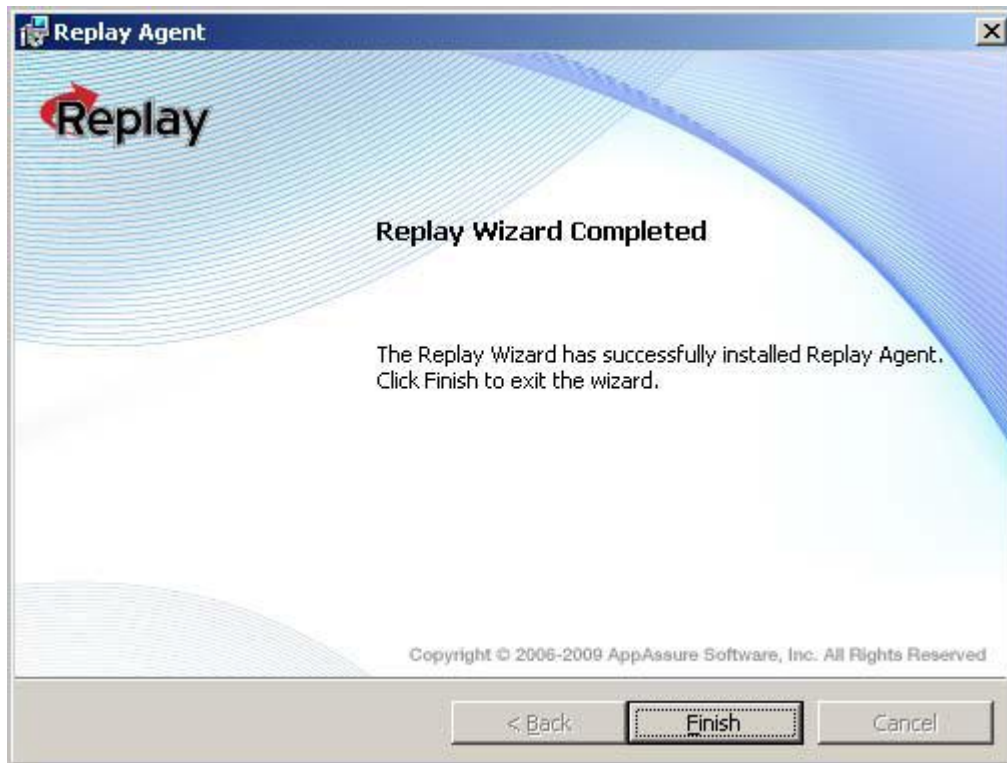 Replay Agent
Replay
Replay Wizard Completed
The Replay Wizard has successfully installed Replay Agent.
Click Finish to exit the wizard.
Copyright © 2006-2009 AppAssure Software, Inc. All Rights Reserved
< Back
Finish
Cancel